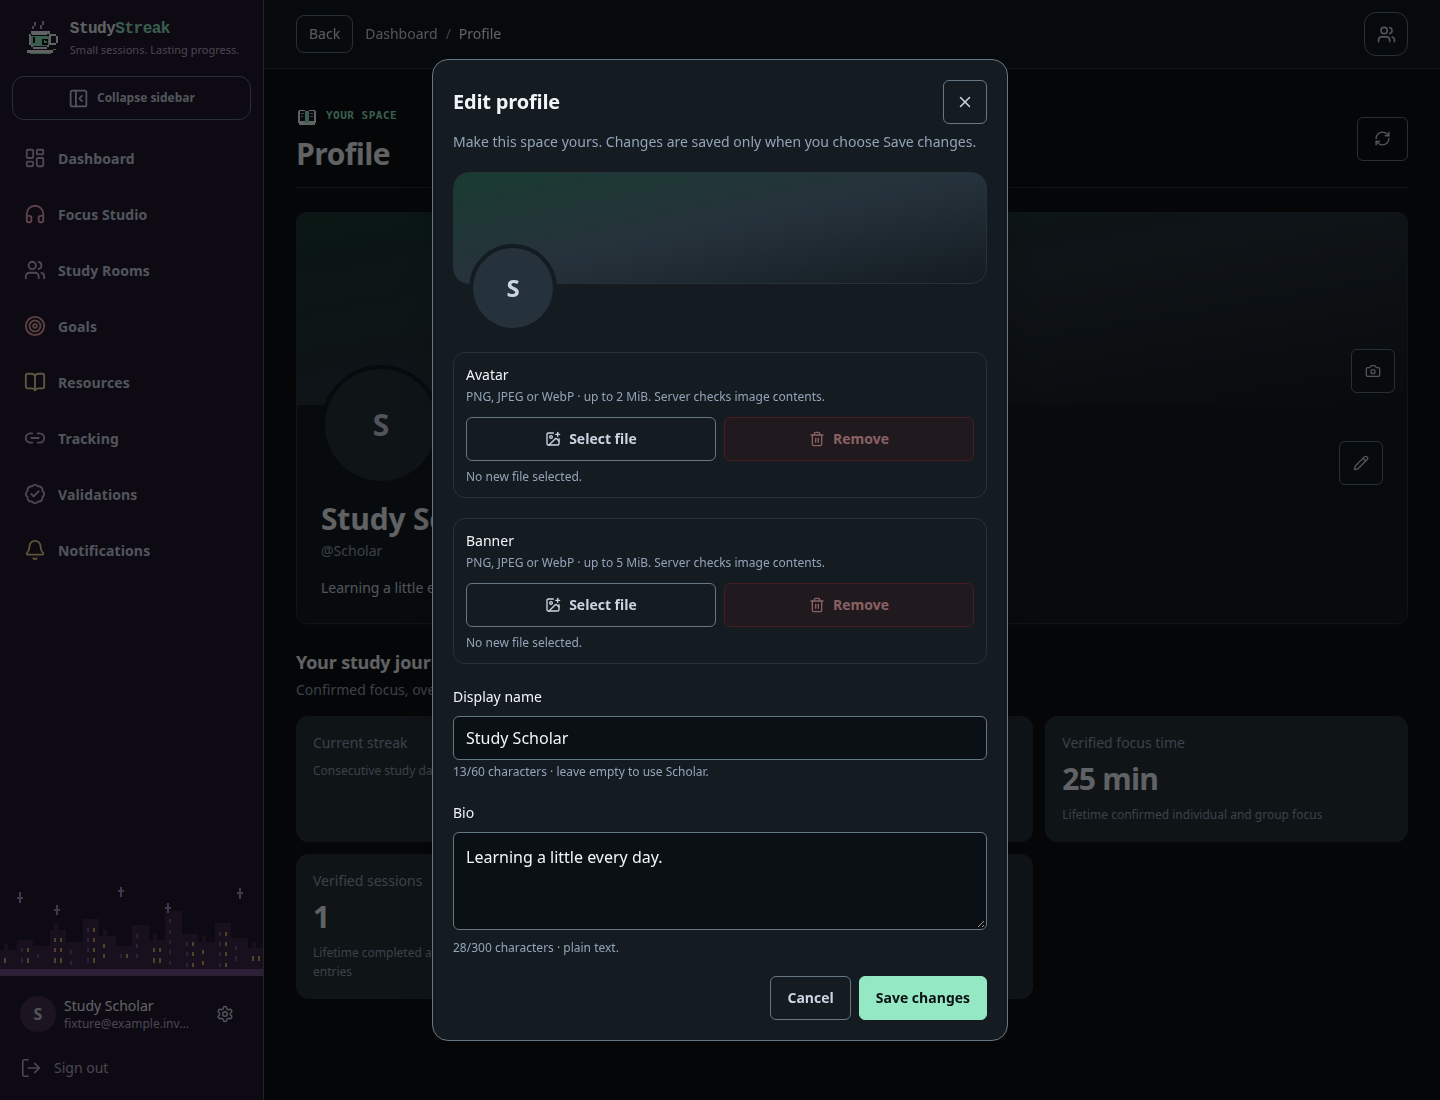 StudyStreak
Small sessions. Lasting progress.
Collapse sidebar
Dashboard
Focus Studio
Study Rooms
Goals
Resources
Tracking
Validations
Notifications
S
Study Scholar
fixture@example.inv...
Sign out
Back
Dashboard / Profile
YOUR SPACE
Profile
S
Study S
@Scholar
Learning a little e
Your study jour
Confirmed focus, ove
Current streak
Consecutive study da
Verified focus time
25 min
Lifetime confirmed individual and group focus
Verified sessions
1
Lifetime completed a
entries
Edit profile
Make this space yours. Changes are saved only when you choose Save changes.
S
Avatar
PNG, JPEG or WebP · up to 2 MiB. Server checks image contents.
Select file
Remove
No new file selected.
Banner
PNG, JPEG or WebP · up to 5 MiB. Server checks image contents.
Select file
Remove
No new file selected.
Display name
Study Scholar
13/60 characters · leave empty to use Scholar.
Bio
Learning a little every day.
28/300 characters · plain text.
Cancel
Save changes